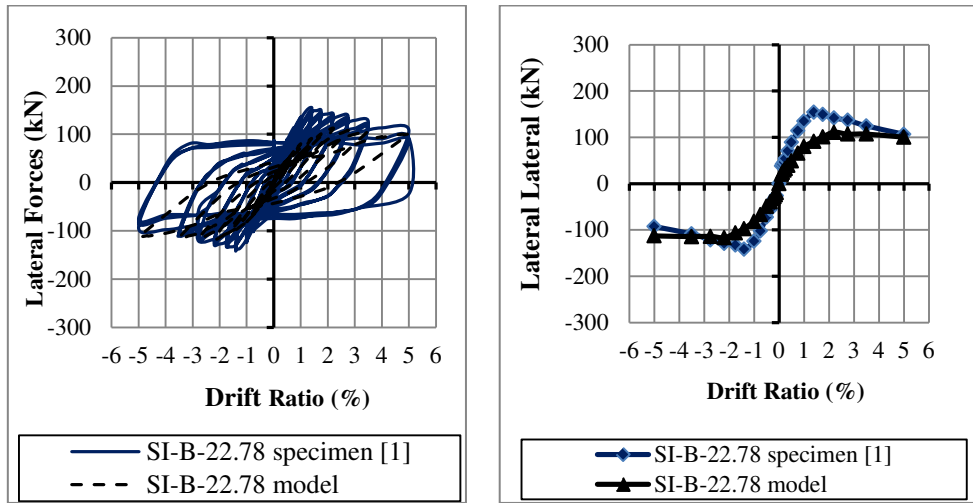 Lateral Forces (kN)
300
200
100
0
-100
-200
-300
-6 -5 -4 -3 -2 -1 0 1 2 3 4 5 6
Drift Ratio (%)
SI-B-22.78 specimen [1]
SI-B-22.78 model
Lateral Lateral (kN)
300
200
100
0
-100
-200
-300
-6 -5 -4 -3 -2 -1 0 1 2 3 4 5 6
Drift Ratio (%)
SI-B-22.78 specimen [1]
SI-B-22.78 model